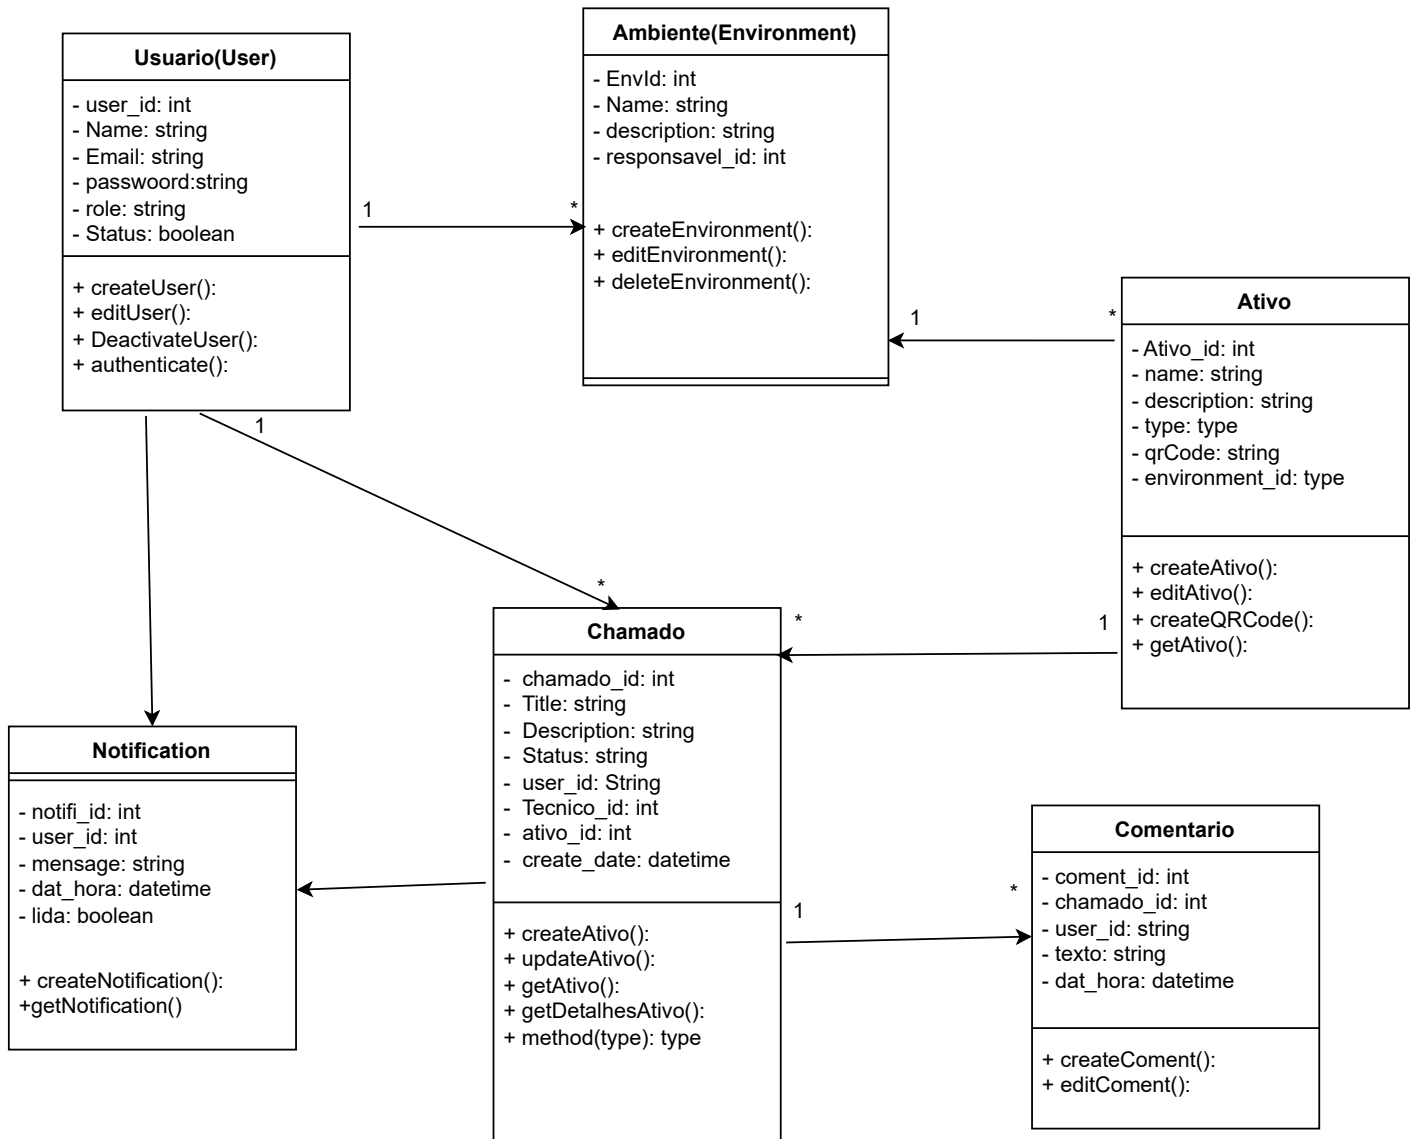 Usuario(User)
- user_id: int
- Name: string
- Email: string
- passwoord:string
- role: string
- Status: boolean
+ createUser():
+ editUser():
+ DeactivateUser():
+ authenticate():
Ambiente(Environment)
- EnvId: int
- Name: string
- description: string
- responsavel_id: int
+ createEnvironment():
+ editEnvironment():
+ deleteEnvironment():
1
*
Ativo
- Ativo_id: int
- name: string
- description: string
- type: type
- qrCode: string
- environment_id: type
+ createAtivo():
+ editAtivo():
+ createQRCode():
+ getAtivo():
1
*
1
*
*
1
Chamado
- chamado_id: int
- Title: string
- Description: string
- Status: string
- user_id: String
- Tecnico_id: int
- ativo_id: int
- create_date: datetime
+ createAtivo():
+ updateAtivo():
+ getAtivo():
+ getDetalhesAtivo():
+ method(type): type
Notification
- notifi_id: int
- user_id: int
- mensage: string
- dat_hora: datetime
- lida: boolean
+ createNotification():
+getNotification()
1
*
Comentario
- coment_id: int
- chamado_id: int
- user_id: string
- texto: string
- dat_hora: datetime
+ createComent():
+ editComent():